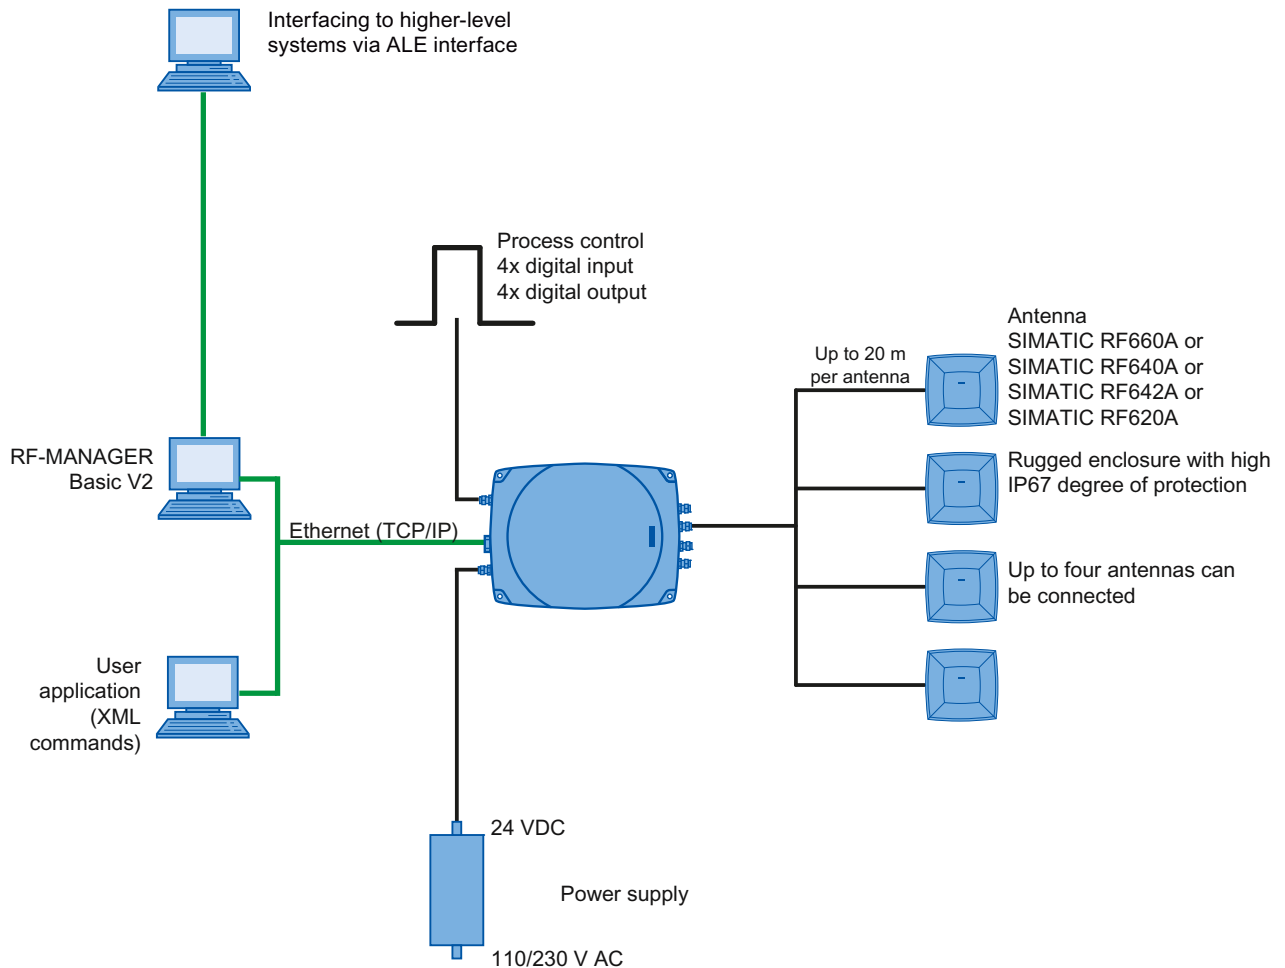 Interfacing to higher-level
systems via ALE interface
Process control
4x digital input
4x digital output
Up to 20 m
per antenna
Antenna
SIMATIC RF660A or
SIMATIC RF640A or
SIMATIC RF642A or
SIMATIC RF620A
RF-MANAGER
Basic V2
Rugged enclosure with high
IP67 degree of protection
Ethernet (TCP/IP)
Up to four antennas can
be connected
User
application
(XML
commands)
24 VDC
Power supply
110/230 V AC